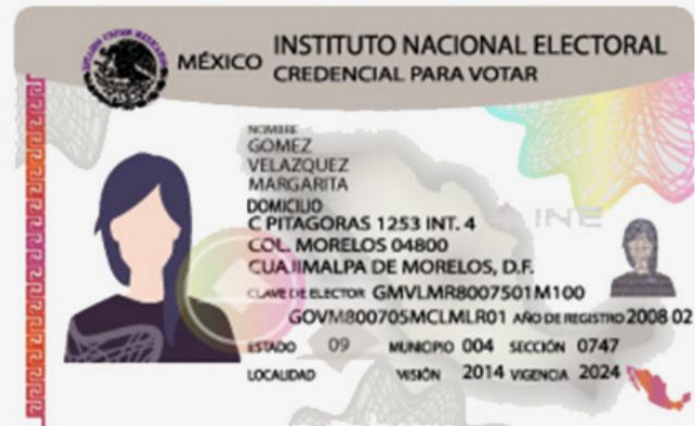 MÉXICO
INSTITUTO NACIONAL ELECTORAL
CREDENCIAL PARA VOTAR
NOMBRE
GOMEZ
VELAZQUEZ
MARGARITA
DOMICILIO
C PITAGORAS 1253 INT. 4
COL. MORELOS 04800
CUAJIMALPA DE MORELOS, D.F.
INE
CLAVE DE ELECTOR GMVLMR8007501M100
GOVM800705MCLMLR01 AÑO DE REGISTRO 2008 02
ESTADO 09 MUNICIPIO 004 SECCIÓN 0747
LOCALIDAD 2014 VIGENCIA 2024